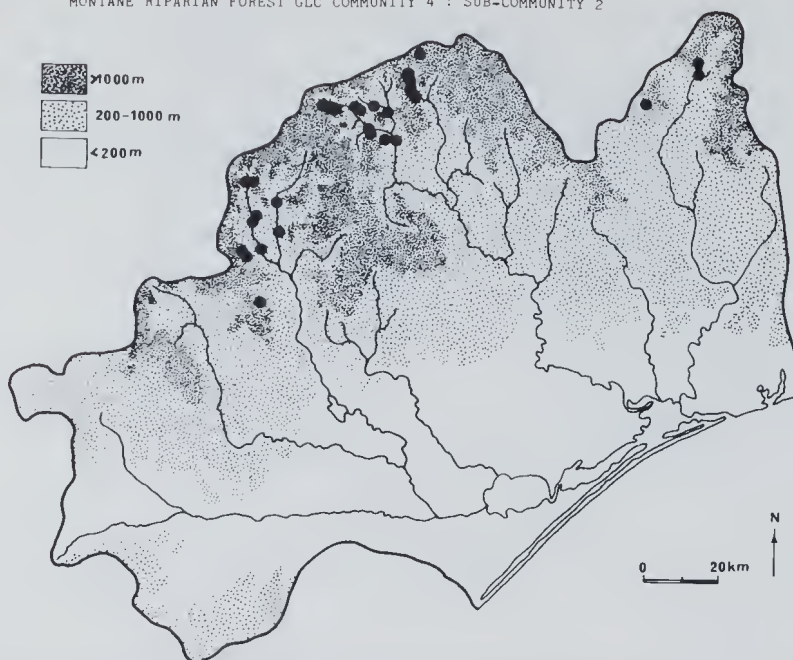 MONTANE RIPARIAN FOREST GLC COMMUNITY 4 : SUB-COMMUNITY 2
>1000m
200-1000 m
<200m
N
0 20km